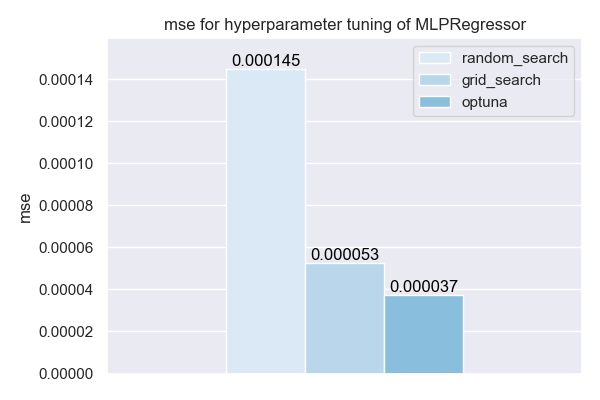 mse for hyperparameter tuning of MLPRegressor
random_search
grid_search
optuna
0.000145
0.000053
0.000037
mse
0.00014
0.00012
0.00010
0.00008
0.00006
0.00004
0.00002
0.00000